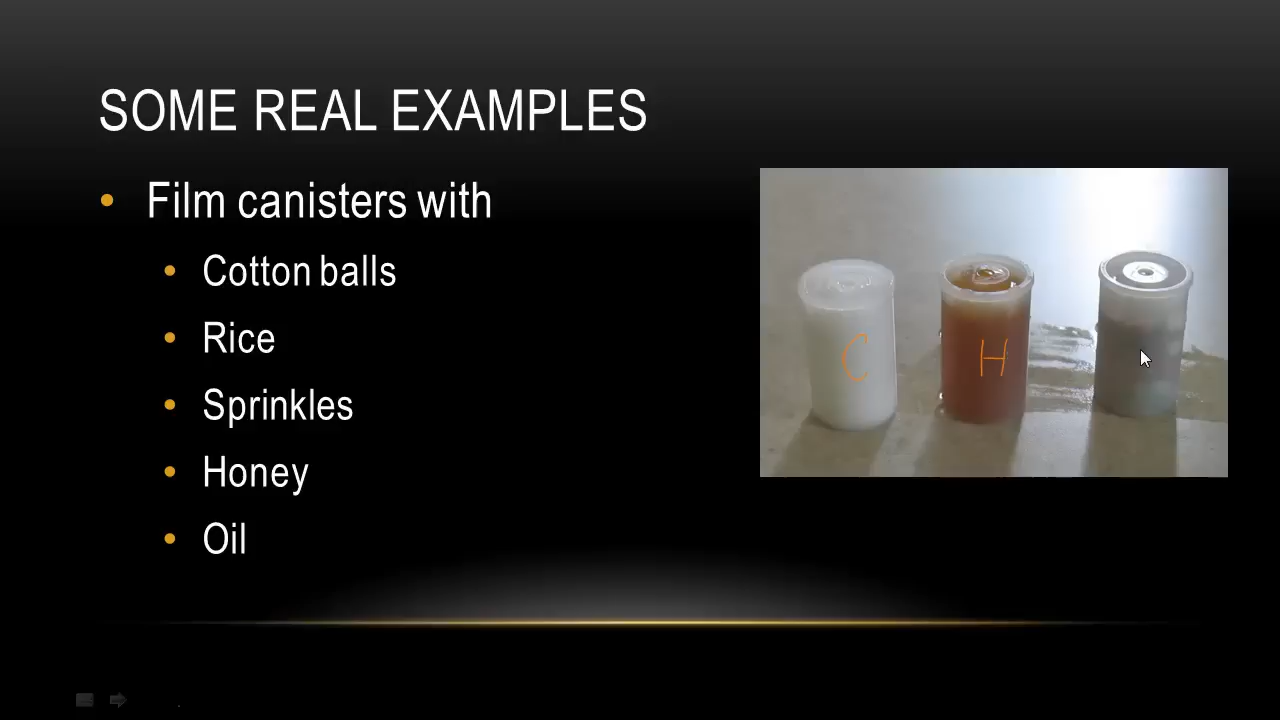 SOME REAL EXAMPLES
• Film canisters with
• Cotton balls
• Rice
• Sprinkles
• Honey
• Oil
C
H